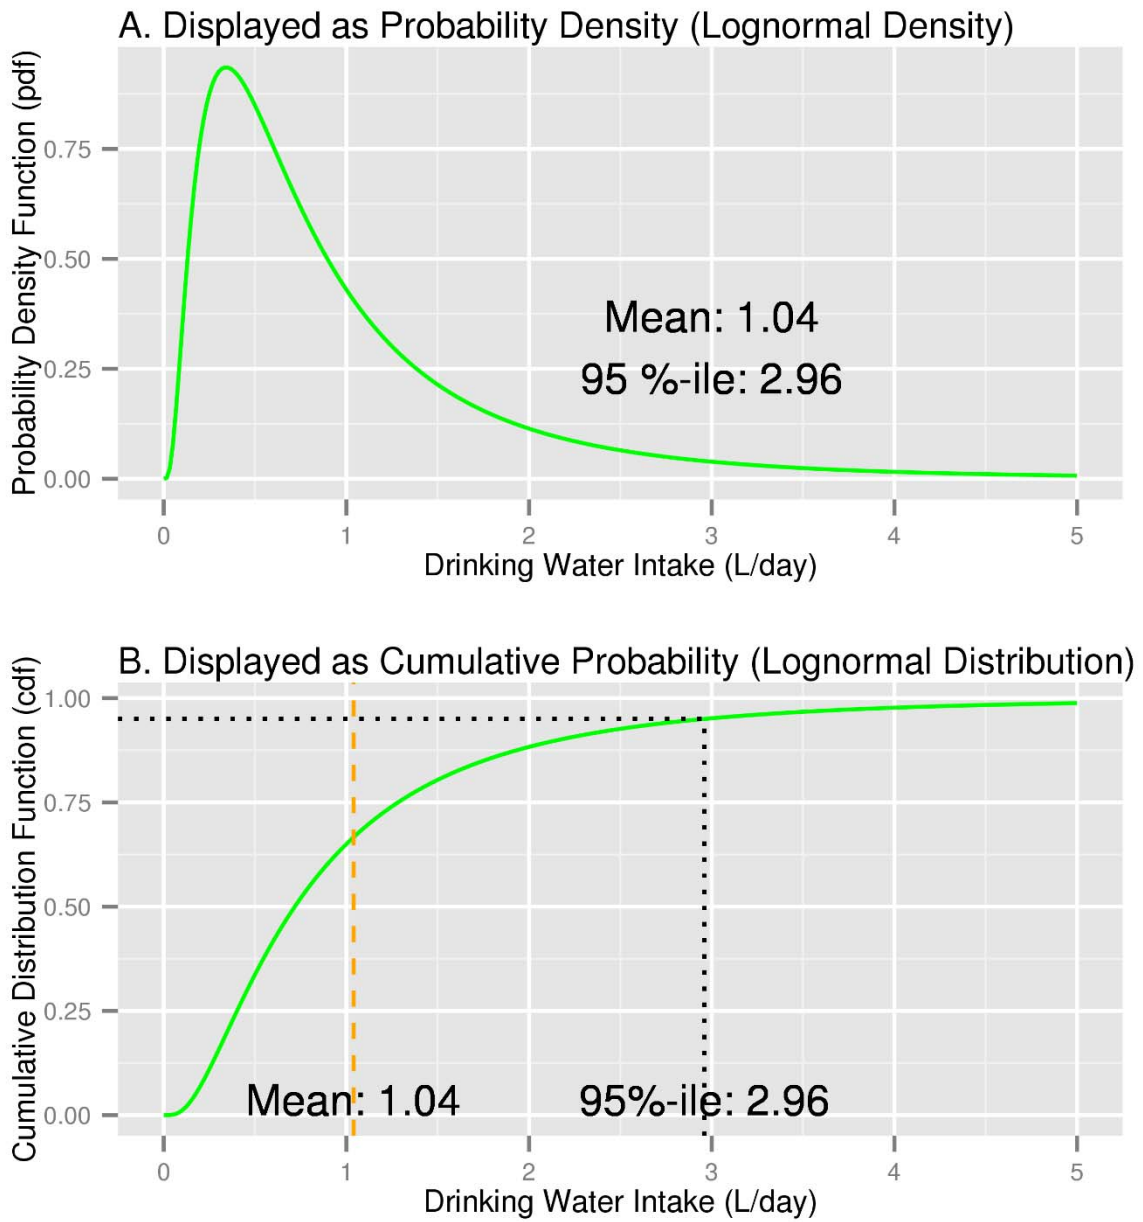 A. Displayed as Probability Density (Lognormal Density)
Probability Density Function (pdf)
0.75
0.50
0.25
0.00
Mean: 1.04
95 %-ile: 2.96
0 1 2 3 4 5
Drinking Water Intake (L/day)
B. Displayed as Cumulative Probability (Lognormal Distribution)
Cumulative Distribution Function (cdf)
1.00
0.75
0.50
0.25
0.00
Mean: 1.04 95%-ile: 2.96
0 1 2 3 4 5
Drinking Water Intake (L/day)